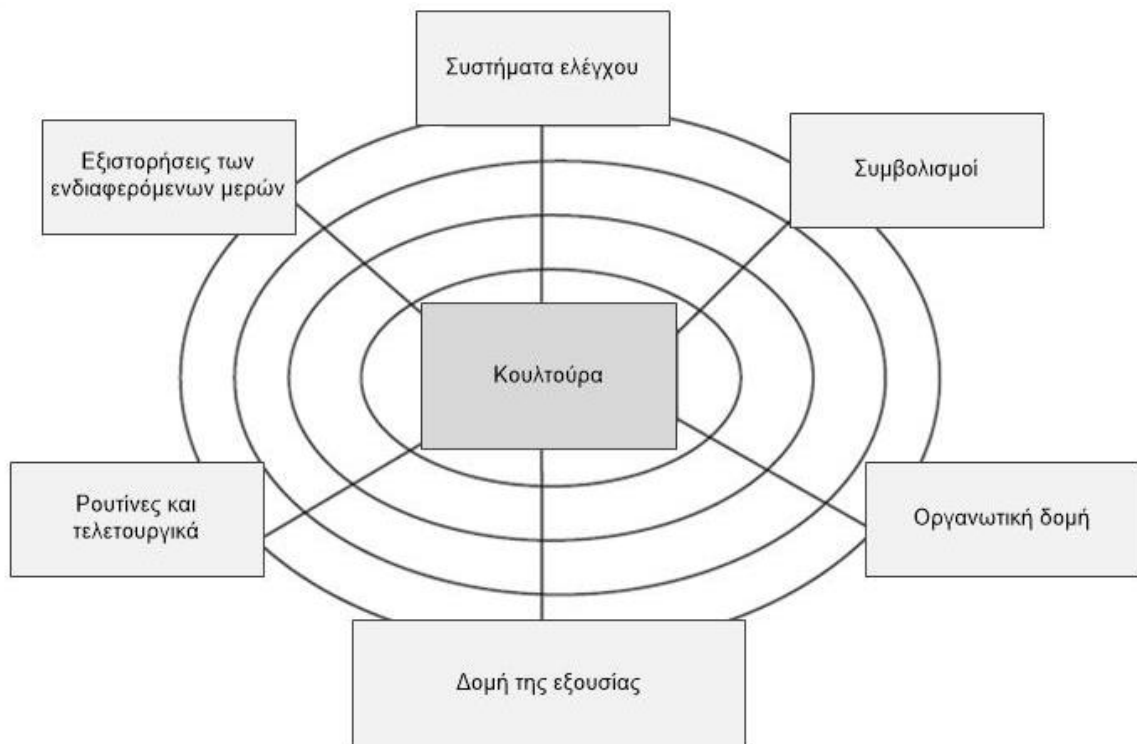 Συστήματα ελέγχου
Εξιστορήσεις των
ενδιαφερόμενων μερών
Συμβολισμοί
Κουλτούρα
Ρουτίνες και
τελετουργικά
Οργανωτική δομή
Δομή της εξουσίας